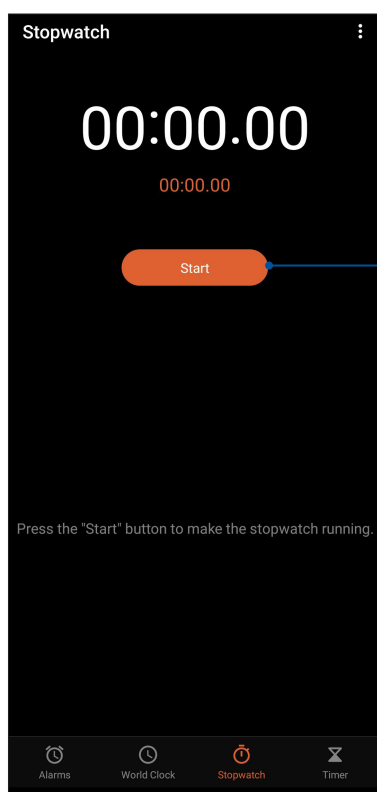 Stopwatch
00:00.00
00:00.00
Start
Press the "Start" button to make the stopwatch running.
Alarms World Clock Stopwatch Timer